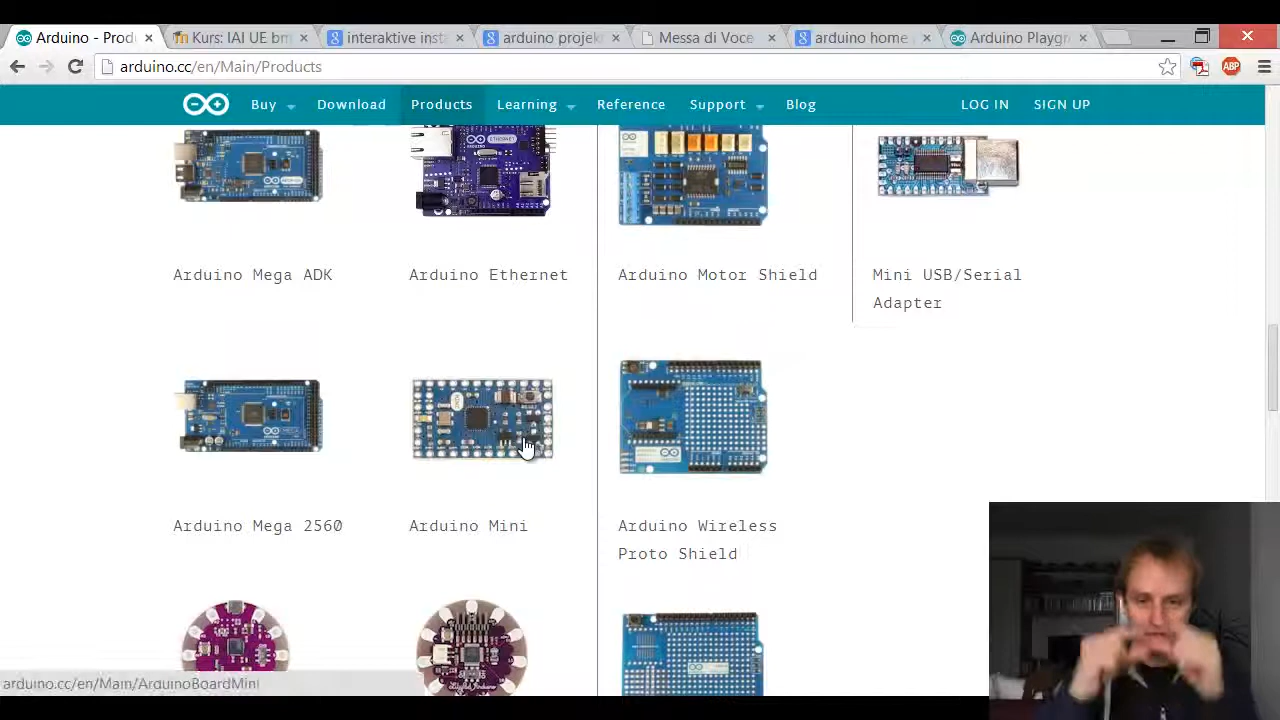 Arduino - Prod
Kurs: IAI UE bm
interaktive inst
arduino projek
Messa di Voce
arduino home
Arduino Playgr
arduino.cc/en/Main/Products
ABP
Buy
Download
Products
Learning
Reference
Support
Blog
LOG IN
SIGN UP
ETHERNET
Arduino Mega ADK
Arduino Ethernet
Arduino Motor Shield
Mini USB/Serial
Adapter
Arduino Mega 2560
Arduino Mini
Arduino Wireless
Proto Shield
arduino.cc/en/Main/ArduinoBoardMini